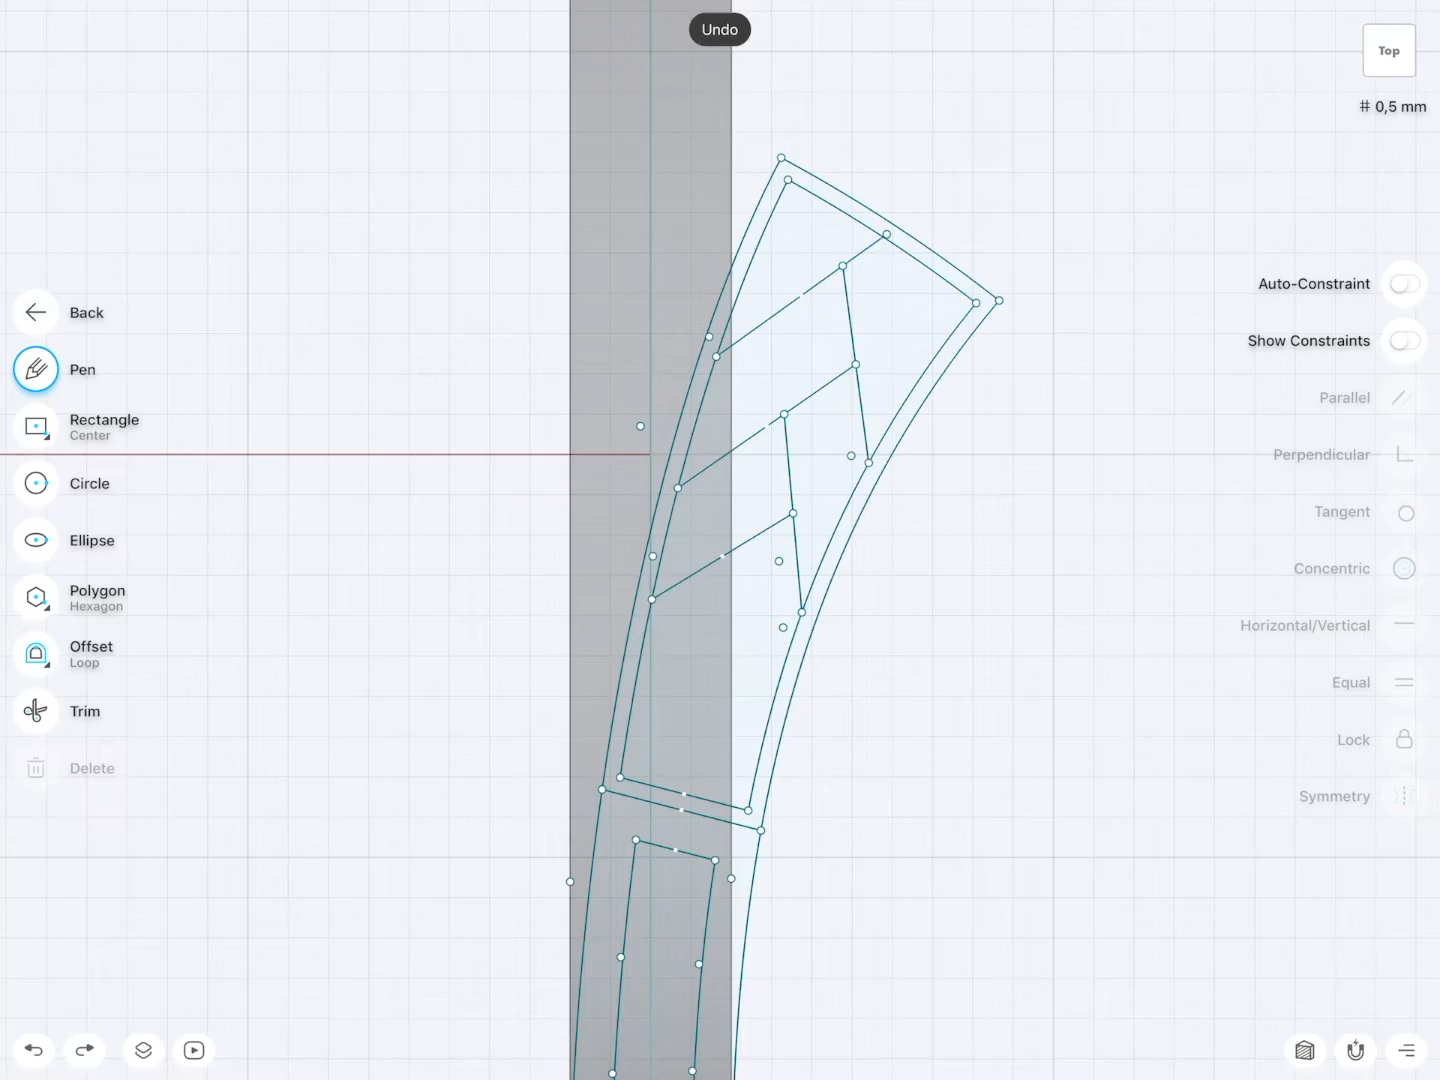 Undo
Top
0,5 mm
Auto-Constraint
Back
Show Constraints
Pen
Parallel
Rectangle
Center
Perpendicular
Circle
Tangent
Ellipse
Concentric
Polygon
Hexagon
Horizontal/Vertical
Offset
Loop
Equal
Trim
Lock
Delete
Symmetry